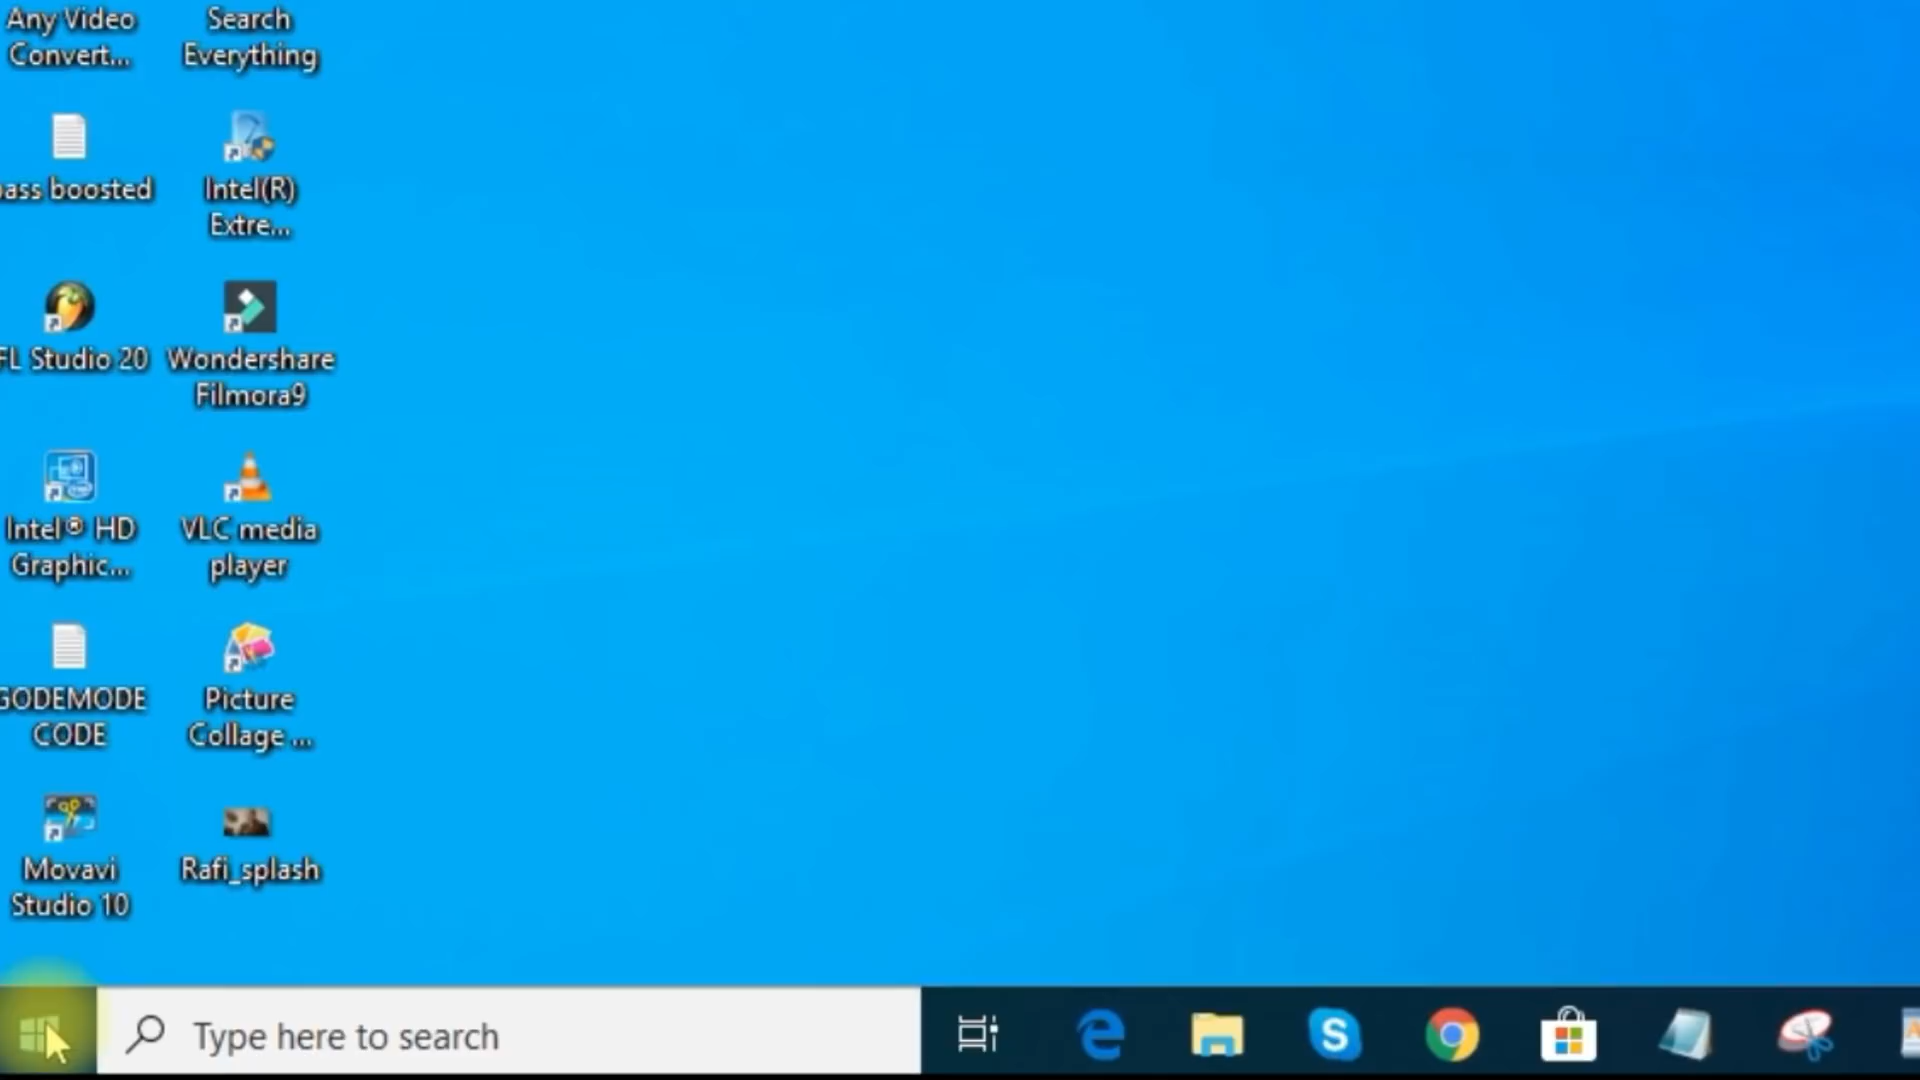 Any Video
Convert...
Search
Everything
bass boosted
Intel(R)
Extre...
FL Studio 20
Wondershare
Filmora9
Intel® HD
Graphic...
VLC media
player
GODEMODE
CODE
Picture
Collage ...
Movavi
Studio 10
Rafi_splash
Type here to search